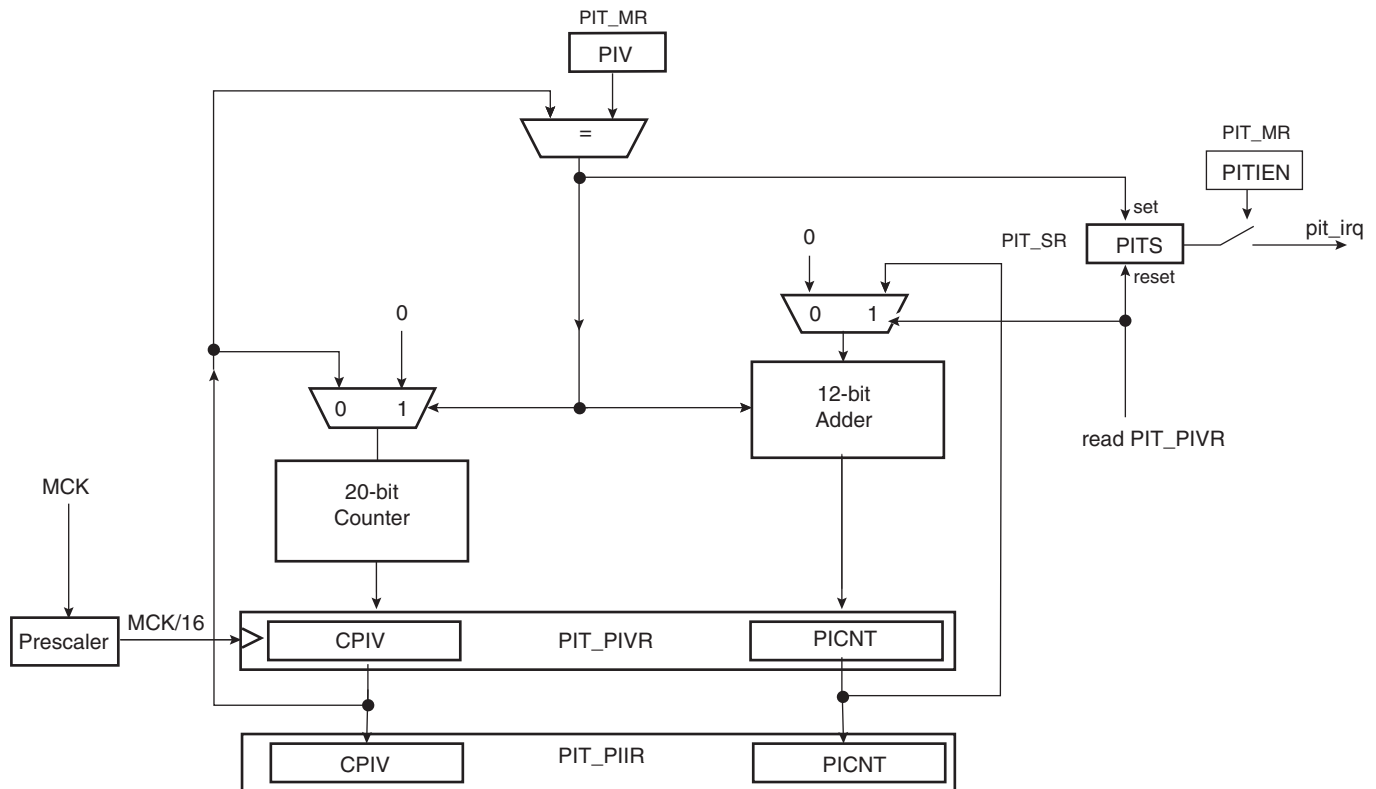 PIT_MR
PIV
=
PIT_MR
PITIEN
set
PIT_SR
PITS
pit_irq
reset
0
0 1
0
0 1
12-bit
Adder
read PIT_PIVR
20-bit
Counter
MCK
Prescaler
MCK/16
CPIV
PIT_PIVR
PICNT
CPIV
PIT_PIIR
PICNT